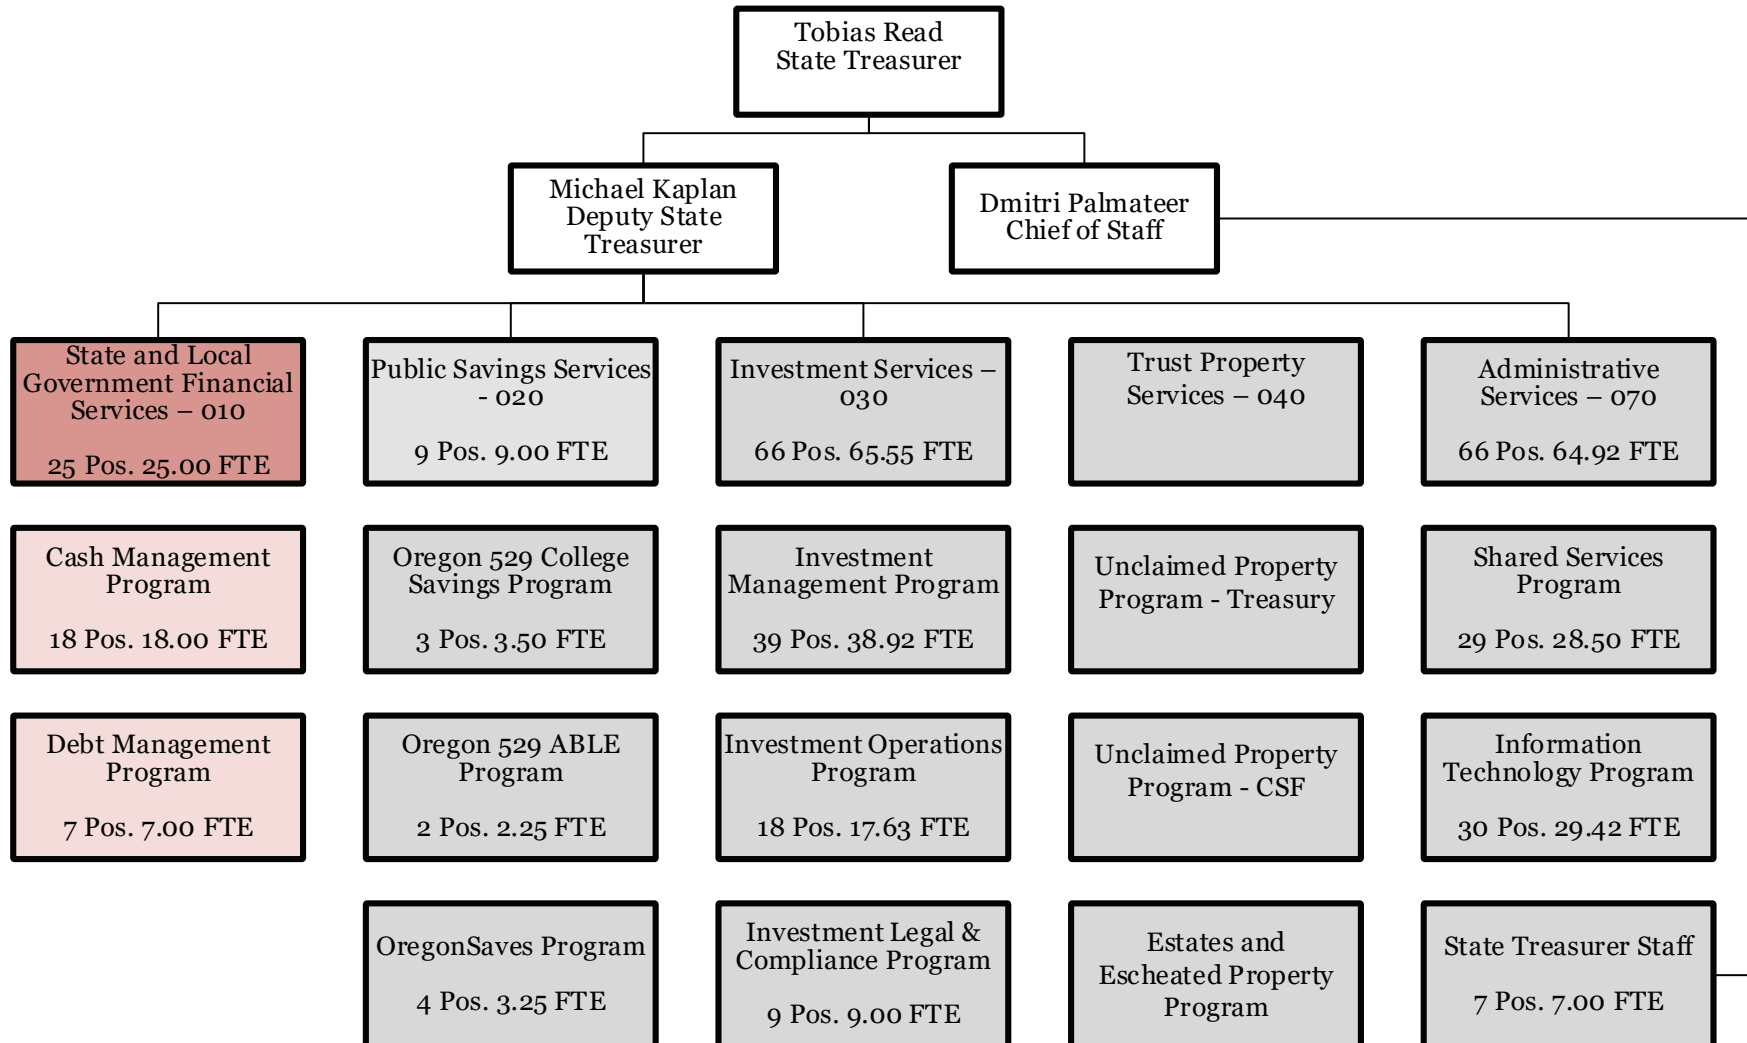 Tobias Read
State Treasurer
Michael Kaplan
Deputy State
Treasurer
Dmitri Palmateer
Chief of Staff
State and Local
Government Financial
Services – 010
25 Pos. 25.00 FTE
Public Savings Services
- 020
9 Pos. 9.00 FTE
Investment Services –
030
66 Pos. 65.55 FTE
Trust Property
Services – 040
Administrative
Services – 070
66 Pos. 64.92 FTE
Cash Management
Program
18 Pos. 18.00 FTE
Oregon 529 College
Savings Program
3 Pos. 3.50 FTE
Investment
Management Program
39 Pos. 38.92 FTE
Unclaimed Property
Program - Treasury
Shared Services
Program
29 Pos. 28.50 FTE
Debt Management
Program
7 Pos. 7.00 FTE
Oregon 529 ABLE
Program
2 Pos. 2.25 FTE
Investment Operations
Program
18 Pos. 17.63 FTE
Unclaimed Property
Program - CSF
Information
Technology Program
30 Pos. 29.42 FTE
OregonSaves Program
4 Pos. 3.25 FTE
Investment Legal &
Compliance Program
9 Pos. 9.00 FTE
Estates and
Escheated Property
Program
State Treasurer Staff
7 Pos. 7.00 FTE